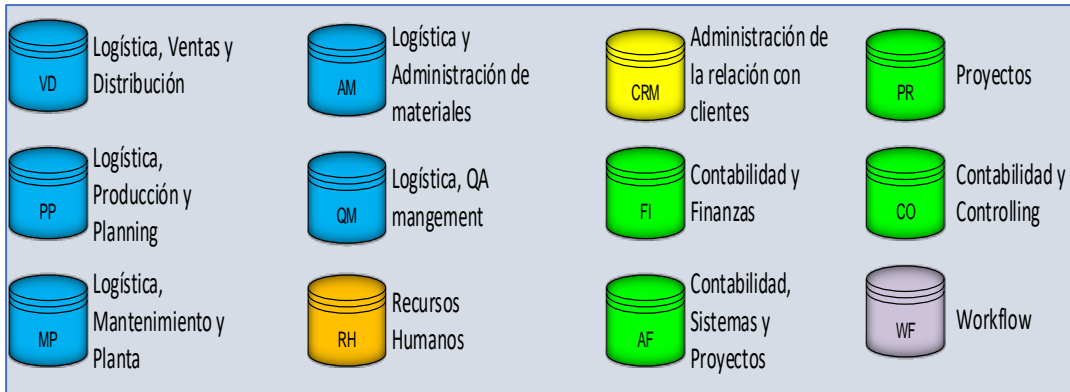 VD
Logística, Ventas y
Distribución
AM
Logística y
Administración de
materiales
CRM
Administración de
la relación con
clientes
PR
Proyectos
PP
Logística,
Producción y
Planning
QM
Logística, QA
mangement
FI
Contabilidad y
Finanzas
CO
Contabilidad y
Controlling
MP
Logística,
Mantenimiento y
Planta
RH
Recursos
Humanos
AF
Contabilidad,
Sistemas y
Proyectos
WF
Workflow